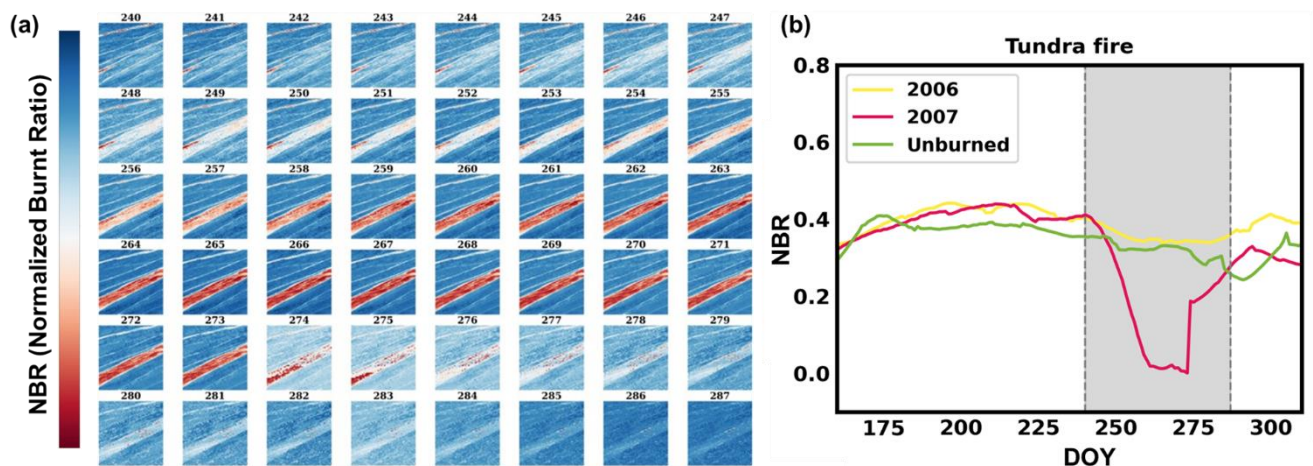 (a)
NBR (Normalized Burnt Ratio)
240 241 242 243 244 245 246 247
248 249 250 251 252 253 254 255
256 257 258 259 260 261 262 263
264 265 266 267 268 269 270 271
272 273 274 275 276 277 278 279
280 281 282 283 284 285 286 287
(b)
Tundra fire
2006
2007
Unburned
NBR
0.8
0.6
0.4
0.2
0.0
175 200 225 250 275 300
DOY